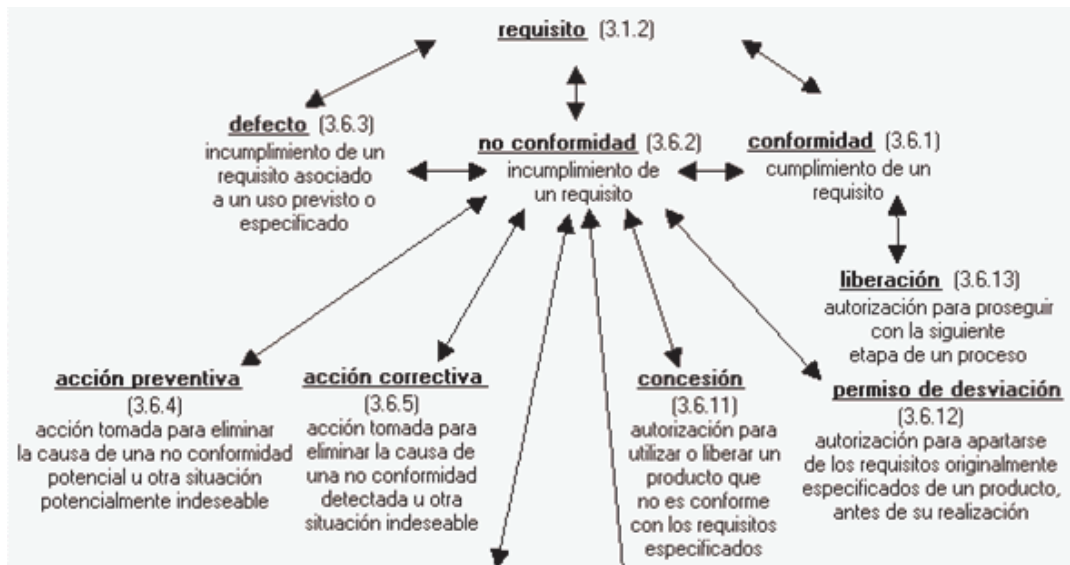 requisito (3.1.2)
defecto (3.6.3)
incumplimiento de un
requisito asociado
a un uso previsto o
especificado
no conformidad (3.6.2)
incumplimiento de
un requisito
conformidad (3.6.1)
cumplimiento de un
requisito
liberación (3.6.13)
autorización para proseguir
con la siguiente
etapa de un proceso
acción preventiva
(3.6.4)
acción tomada para eliminar
la causa de una no conformidad
potencial u otra situación
potencialmente indeseable
acción correctiva
(3.6.5)
acción tomada para
eliminar la causa de
una no conformidad
detectada u otra
situación indeseable
concesión
(3.6.11)
autorización para
utilizar o liberar un
producto que
no es conforme
con los requisitos
especificados
permiso de desviación
(3.6.12)
autorización para apartarse
de los requisitos originalmente
especificados de un producto,
antes de su realización